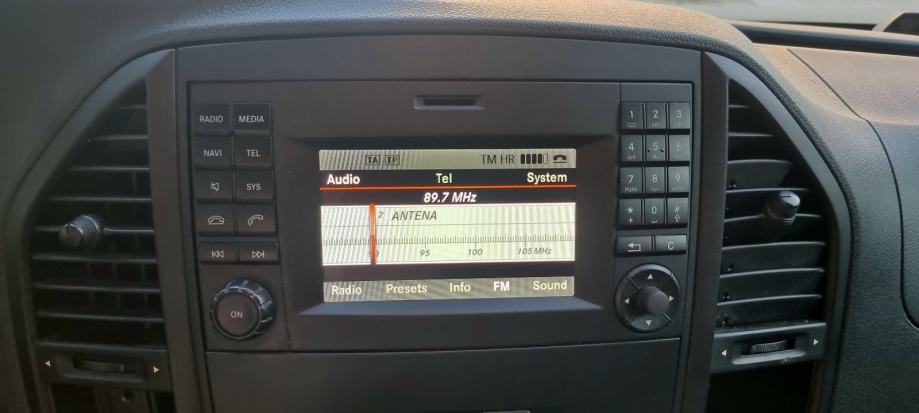 RADIO MEDIA
NAVI TEL
SYS
ON
TA TP TM HR
Audio Tel System
89.7 MHz
2 ANTENA
95 100 105 MHz
Radio Presets Info FM Sound
1 2 3
4 5 6
7 8 9
* 0 #
C